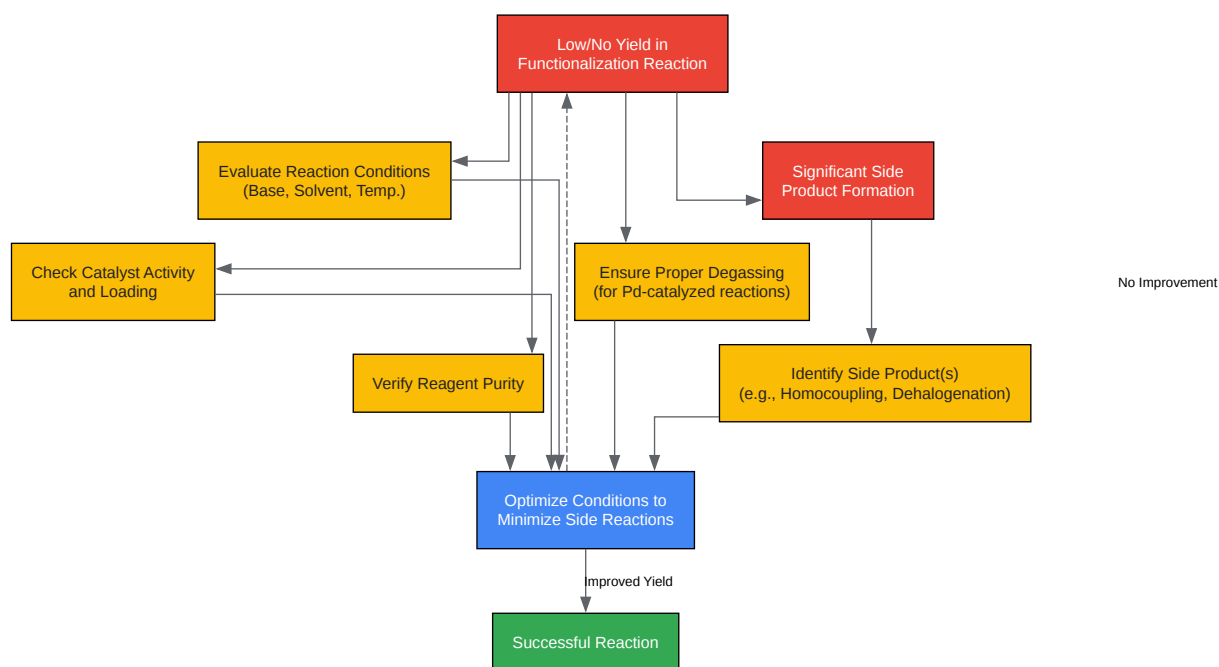 Low/No Yield in
Functionalization Reaction
Evaluate Reaction Conditions
(Base, Solvent, Temp.)
Significant Side
Product Formation
Check Catalyst Activity
and Loading
Ensure Proper Degassing
(for Pd-catalyzed reactions)
No Improvement
Verify Reagent Purity
Identify Side Product(s)
(e.g., Homocoupling, Dehalogenation)
Optimize Conditions to
Minimize Side Reactions
Improved Yield
Successful Reaction